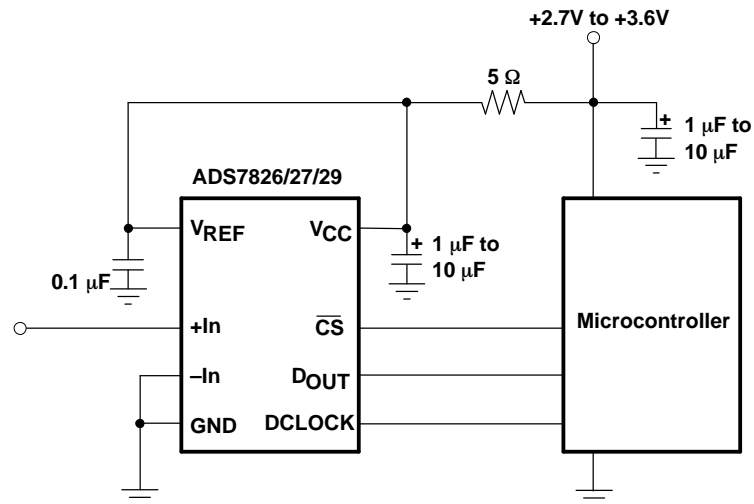 +2.7V to +3.6V
5 Ω
+ 1 μF to
10 μF
ADS7826/27/29
VREF
VCC
0.1 μF
+ 1 μF to
10 μF
+In
CS
Microcontroller
–In
DOUT
GND
DCLOCK